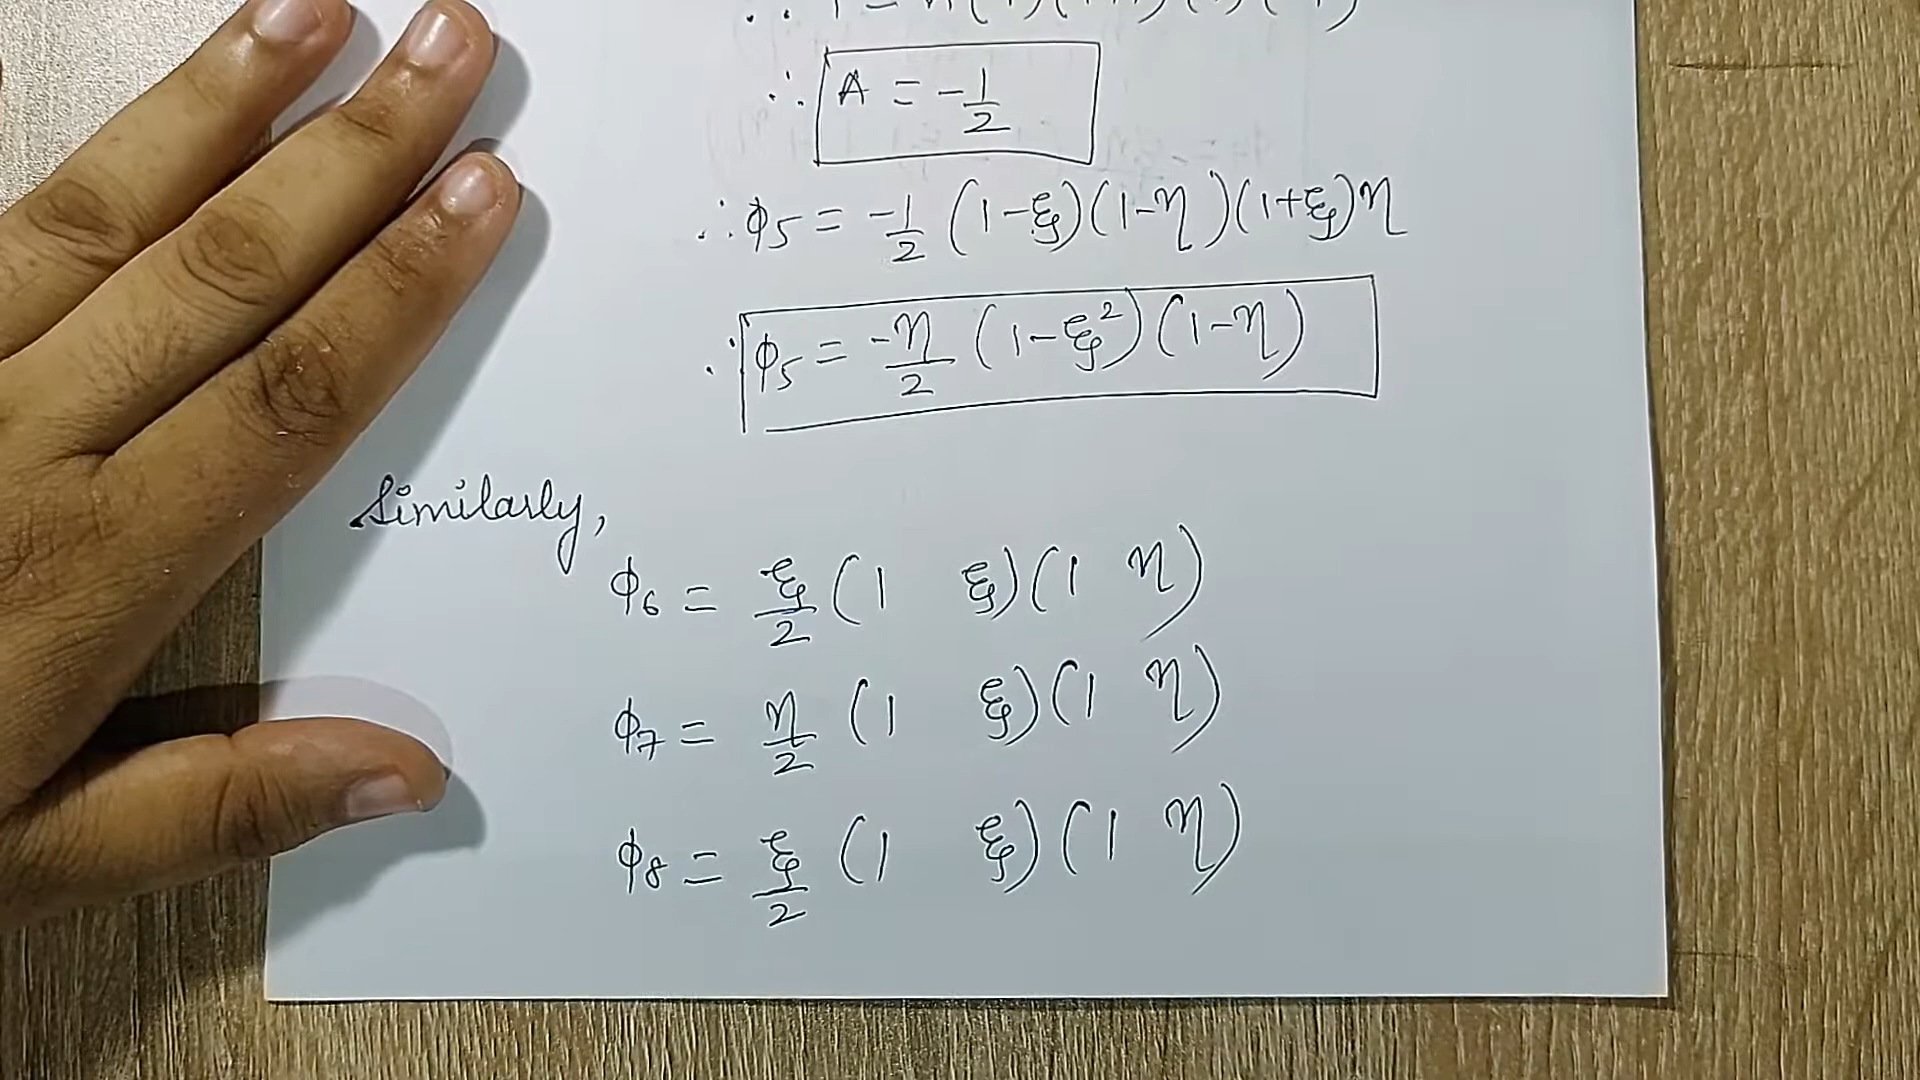 ∴ A = -1/2
∴ φ5 = -1/2 (1-ξ)(1-η)(1+ξ)η
∴ φ5 = -η/2 (1-ξ²)(1-η)
Similarly,
φ6 = ξ/2 (1 ξ)(1 η)
φ7 = η/2 (1 ξ)(1 η)
φ8 = ξ/2 (1 ξ)(1 η)